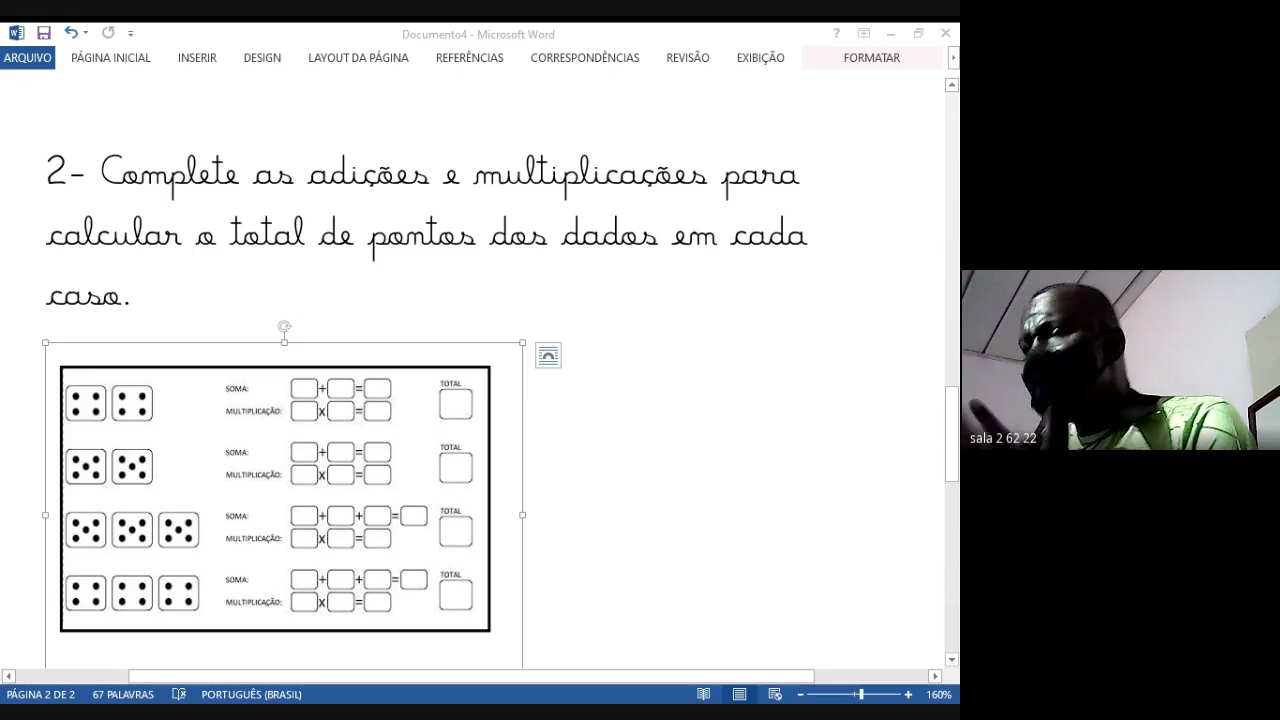 Documento4 - Microsoft Word
ARQUIVO PÁGINA INICIAL INSERIR DESIGN LAYOUT DA PÁGINA REFERÊNCIAS CORRESPONDÊNCIAS REVISÃO EXIBIÇÃO FORMATAR
2- Complete as adições e multiplicações para
calcular o total de pontos dos dados em cada
caso.
SOMA: + = TOTAL
MULTIPLICAÇÃO: x =
SOMA: + = TOTAL
MULTIPLICAÇÃO: x =
SOMA: + + = TOTAL
MULTIPLICAÇÃO: x =
SOMA: + + = TOTAL
MULTIPLICAÇÃO: x =
sala 2 62 22
PÁGINA 2 DE 2 67 PALAVRAS PORTUGUÊS (BRASIL) 160%